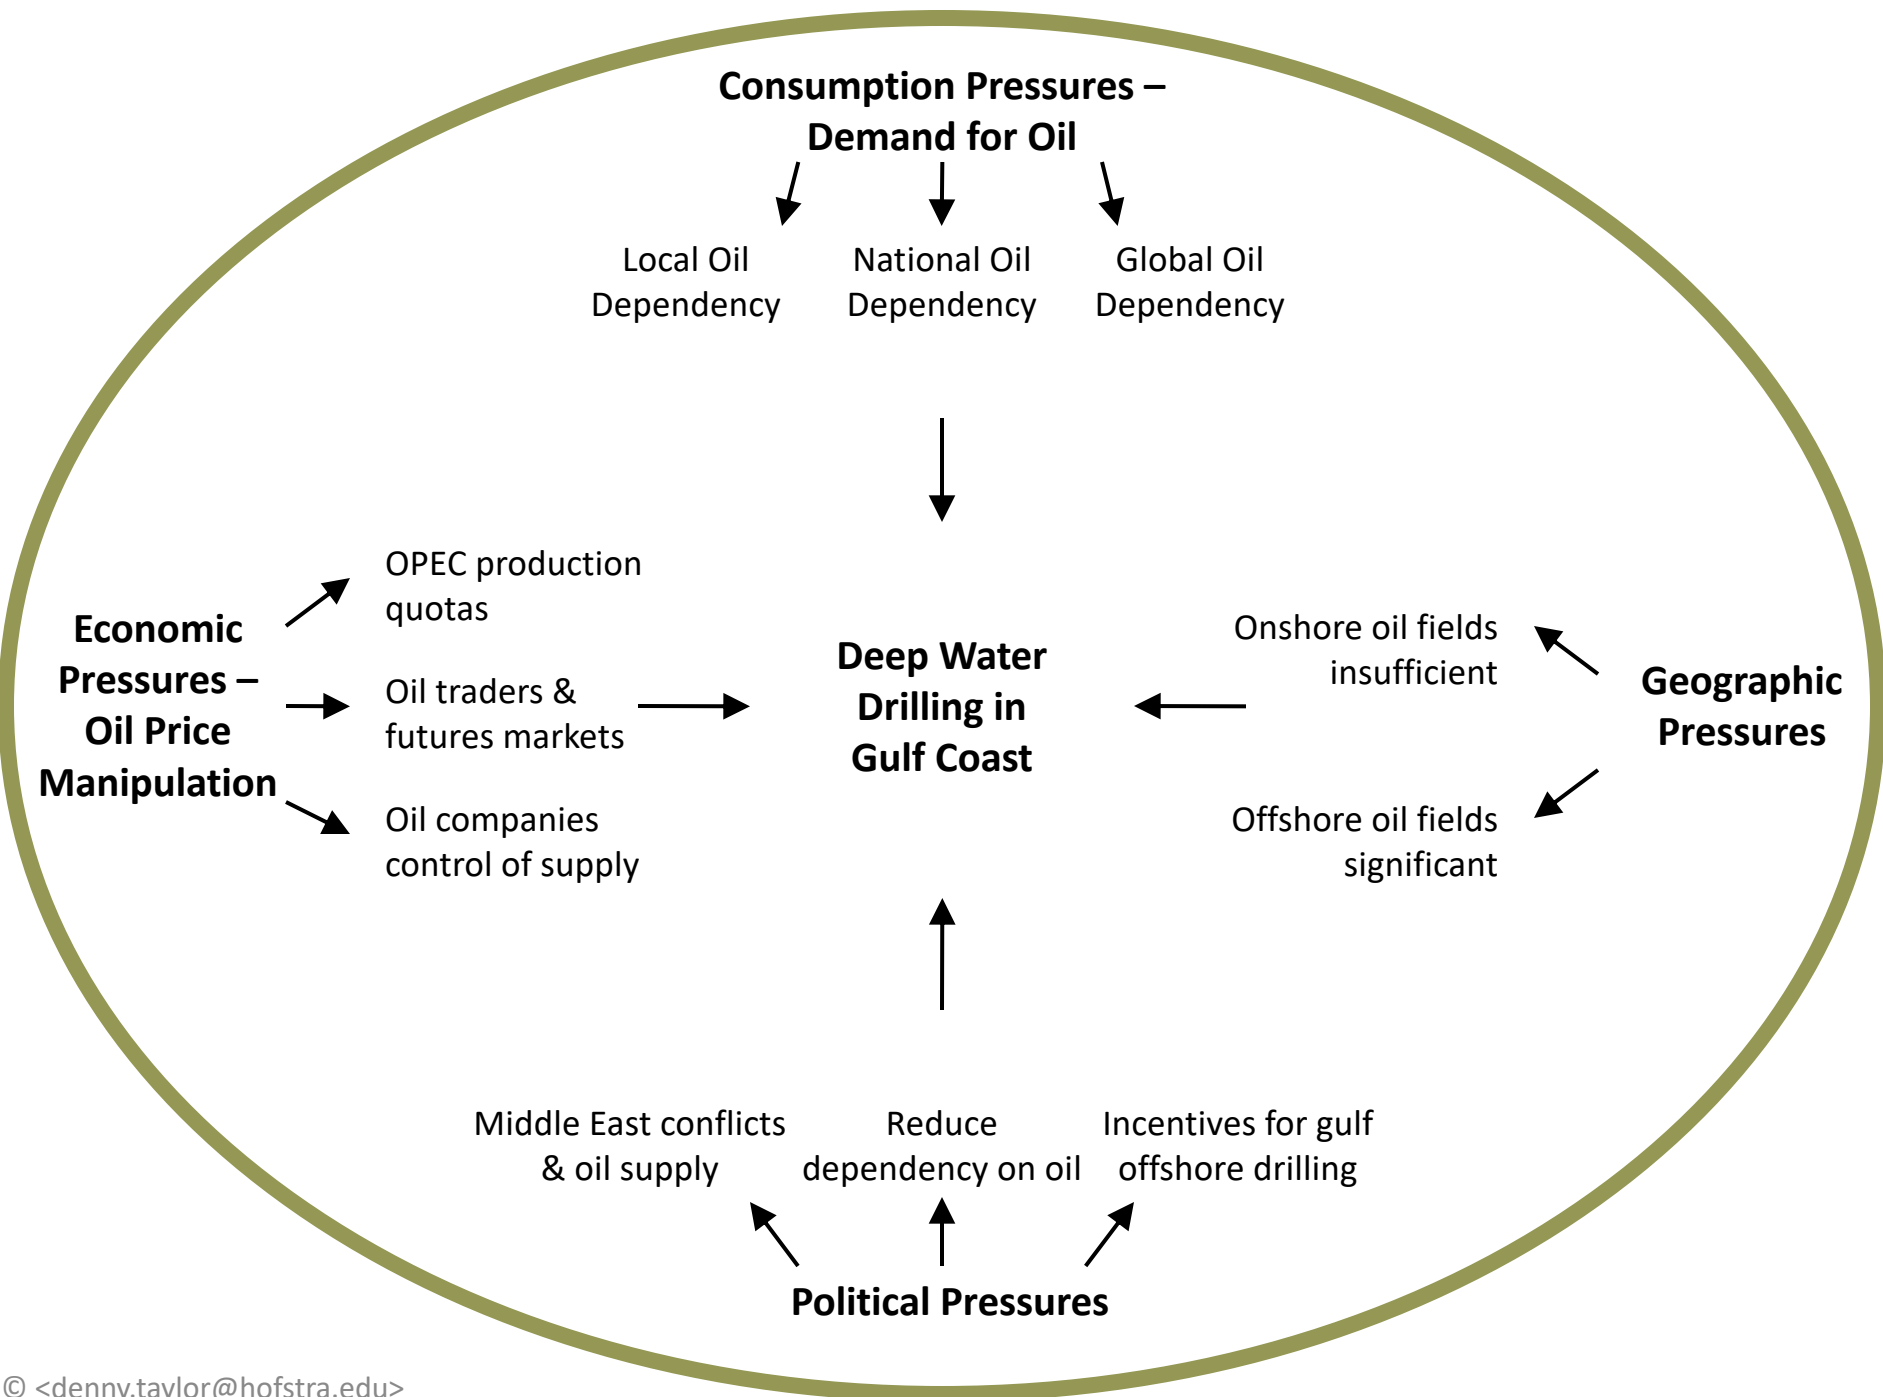 Consumption Pressures –
Demand for Oil
Local Oil
Dependency
National Oil
Dependency
Global Oil
Dependency
Economic
Pressures –
Oil Price
Manipulation
OPEC production
quotas
Oil traders &
futures markets
Oil companies
control of supply
Deep Water
Drilling in
Gulf Coast
Onshore oil fields
insufficient
Offshore oil fields
significant
Geographic
Pressures
Middle East conflicts
& oil supply
Reduce
dependency on oil
Incentives for gulf
offshore drilling
Political Pressures
© <denny.taylor@hofstra.edu>